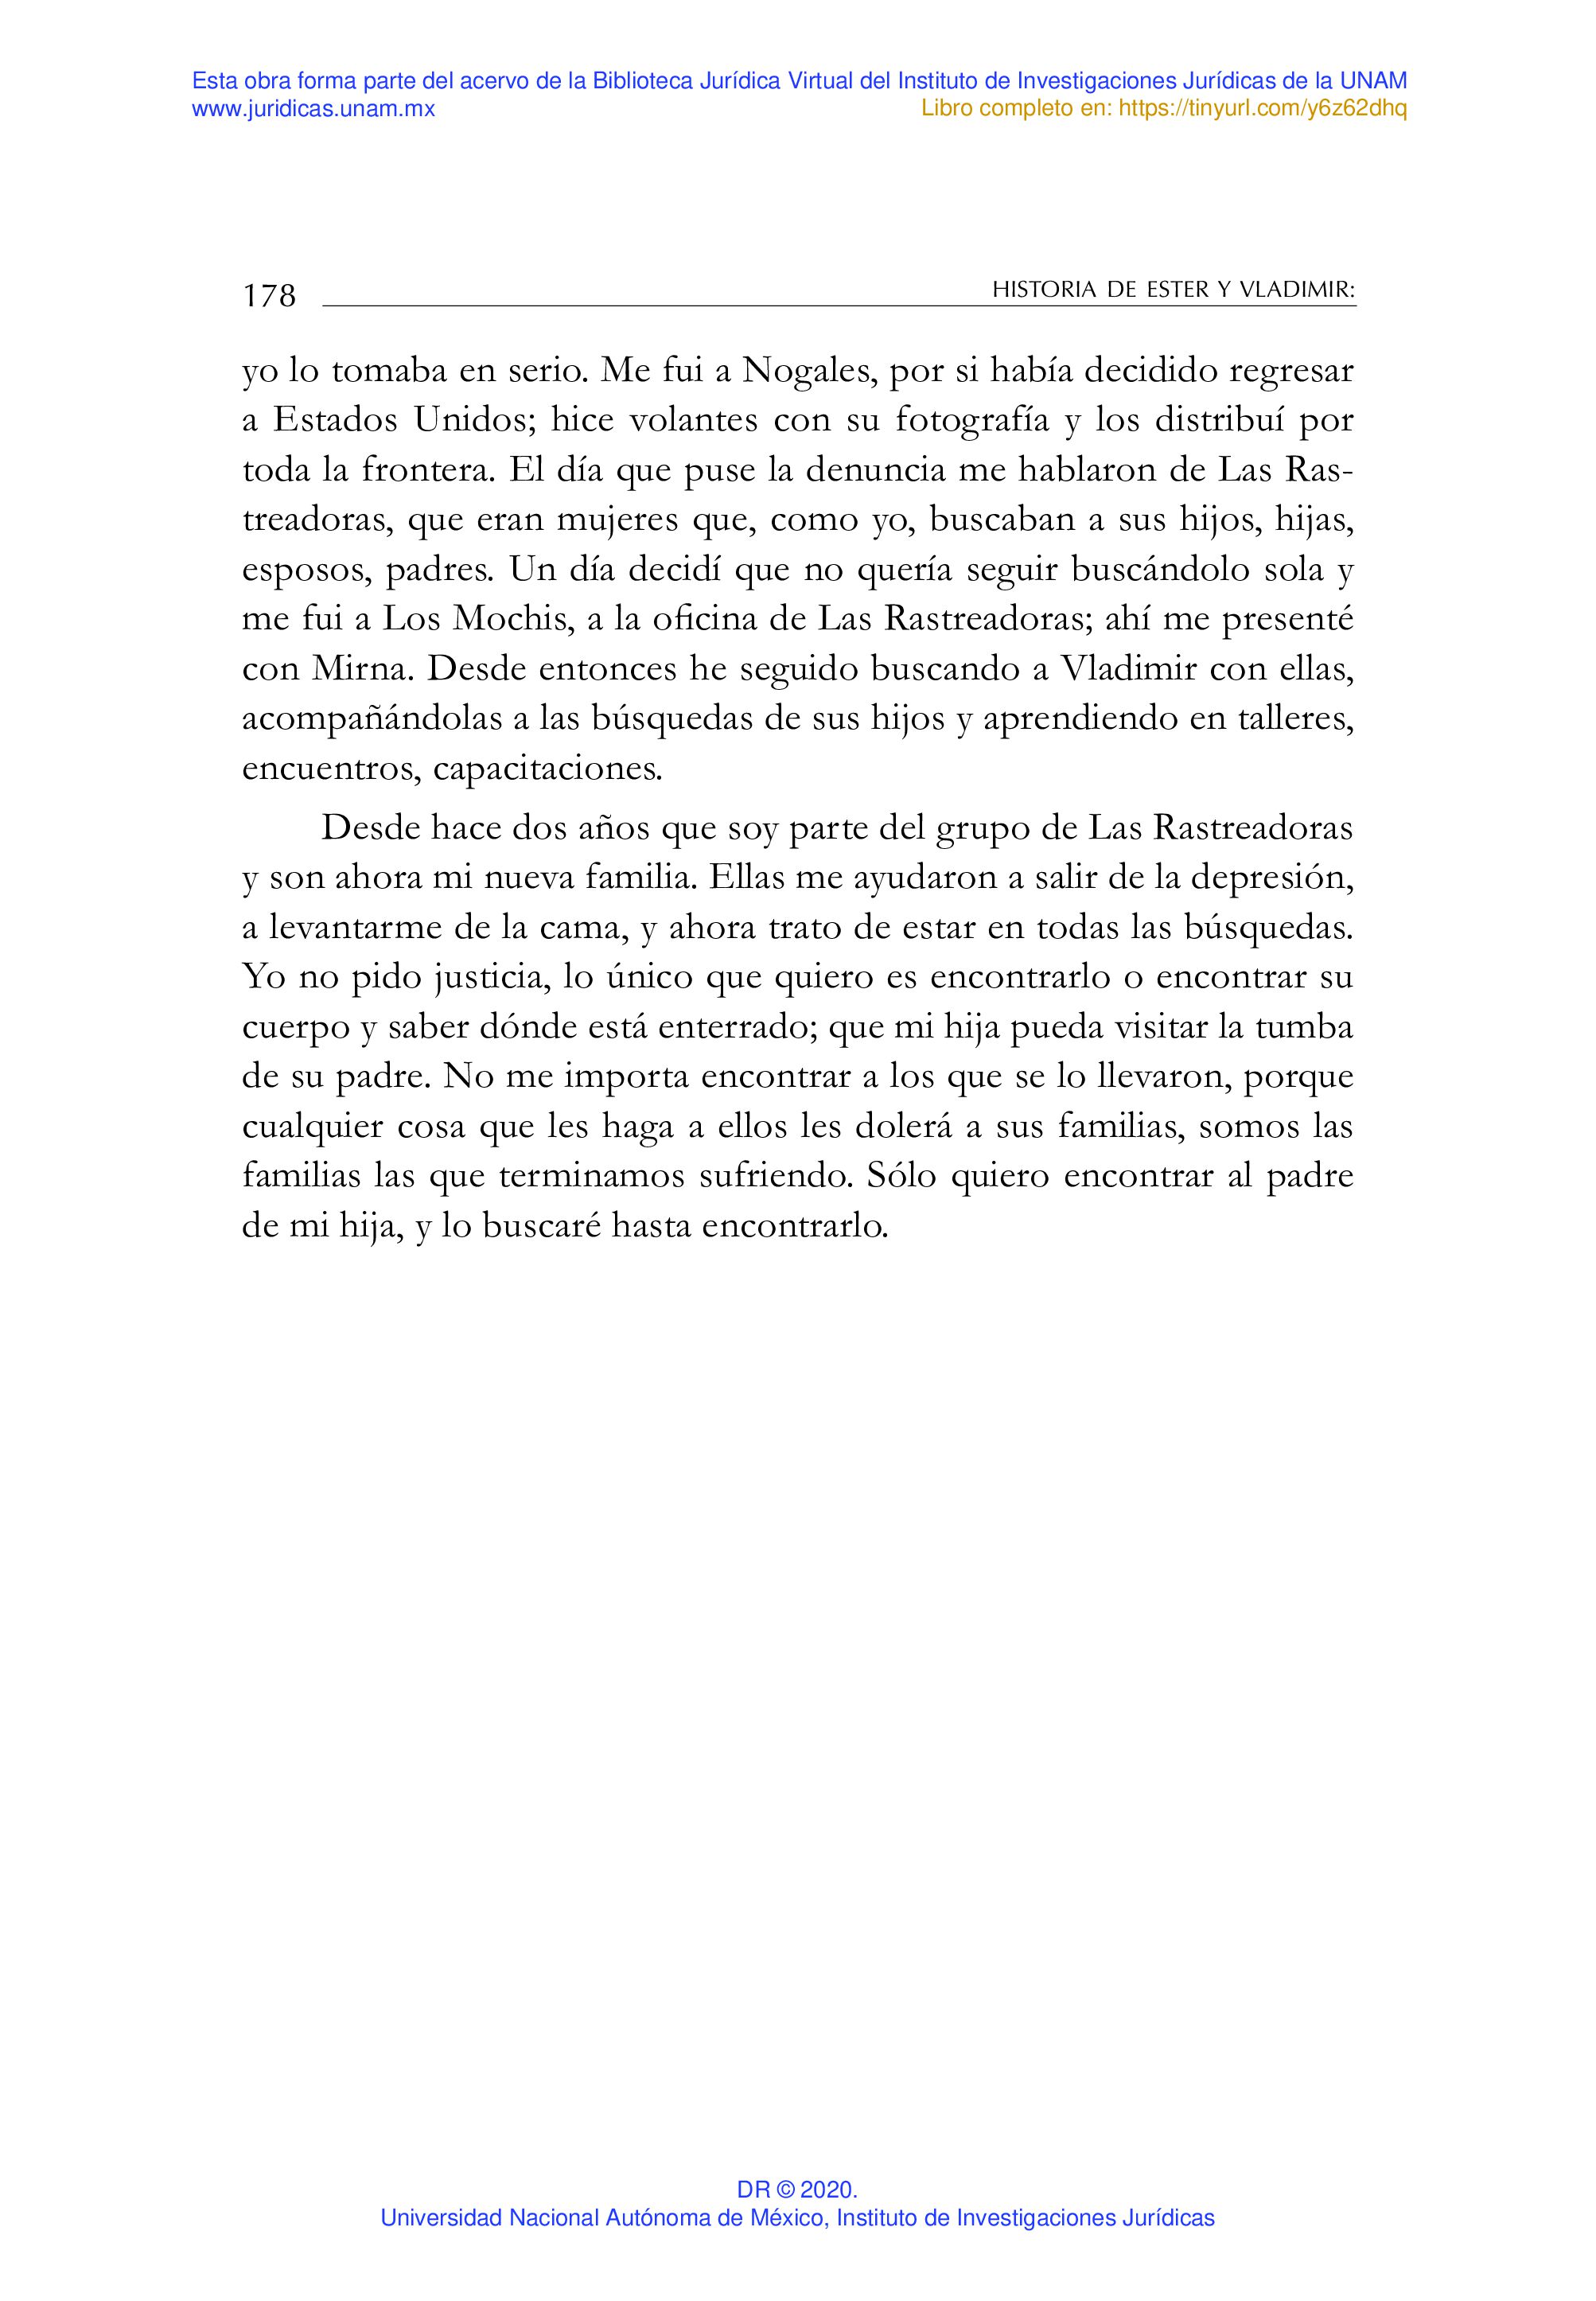 Esta obra forma parte del acervo de la Biblioteca Jurídica Virtual del Instituto de Investigaciones Jurídicas de la UNAM
www.juridicas.unam.mx Libro completo en: https://tinyurl.com/y6z62dhq
178 HISTORIA DE ESTER Y VLADIMIR:
yo lo tomaba en serio. Me fui a Nogales, por si había decidido regresar
a Estados Unidos; hice volantes con su fotografía y los distribuí por
toda la frontera. El día que puse la denuncia me hablaron de Las Ras-
treadoras, que eran mujeres que, como yo, buscaban a sus hijos, hijas,
esposos, padres. Un día decidí que no quería seguir buscándolo sola y
me fui a Los Mochis, a la oficina de Las Rastreadoras; ahí me presenté
con Mirna. Desde entonces he seguido buscando a Vladimir con ellas,
acompañándolas a las búsquedas de sus hijos y aprendiendo en talleres,
encuentros, capacitaciones.
Desde hace dos años que soy parte del grupo de Las Rastreadoras
y son ahora mi nueva familia. Ellas me ayudaron a salir de la depresión,
a levantarme de la cama, y ahora trato de estar en todas las búsquedas.
Yo no pido justicia, lo único que quiero es encontrarlo o encontrar su
cuerpo y saber dónde está enterrado; que mi hija pueda visitar la tumba
de su padre. No me importa encontrar a los que se lo llevaron, porque
cualquier cosa que les haga a ellos les dolerá a sus familias, somos las
familias las que terminamos sufriendo. Sólo quiero encontrar al padre
de mi hija, y lo buscaré hasta encontrarlo.
DR © 2020.
Universidad Nacional Autónoma de México, Instituto de Investigaciones Jurídicas